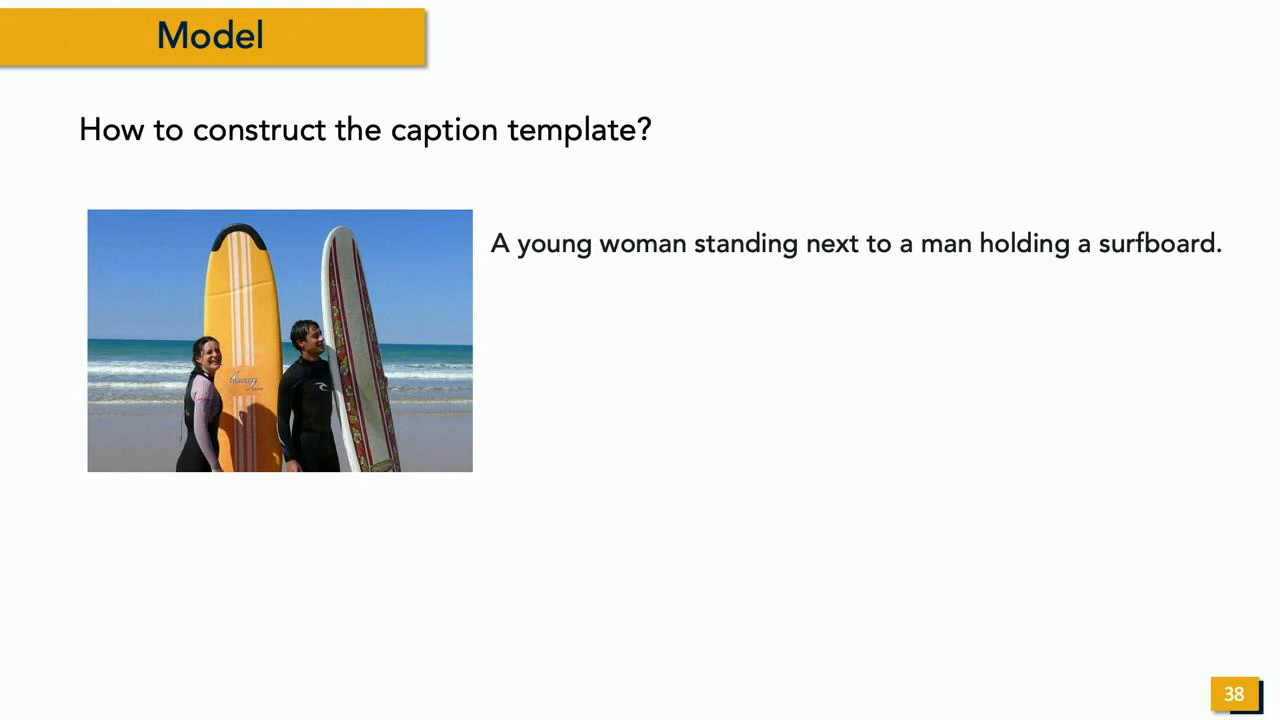 Model
How to construct the caption template?
A young woman standing next to a man holding a surfboard.
38